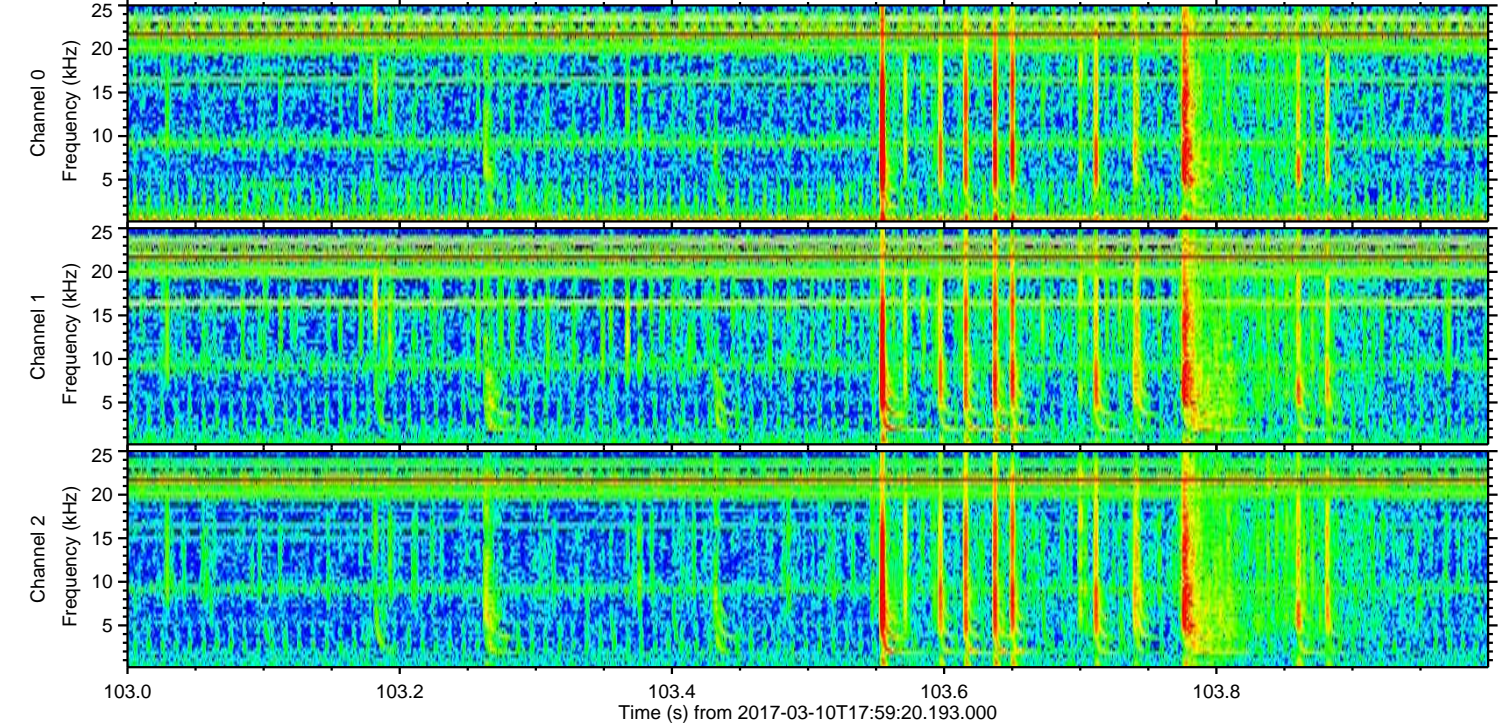 Channel 0
Frequency (kHz)
25
20
15
10
5
Channel 1
Frequency (kHz)
25
20
15
10
5
Channel 2
Frequency (kHz)
25
20
15
10
5
103.0 103.2 103.4 103.6 103.8
Time (s) from 2017-03-10T17:59:20.193.000